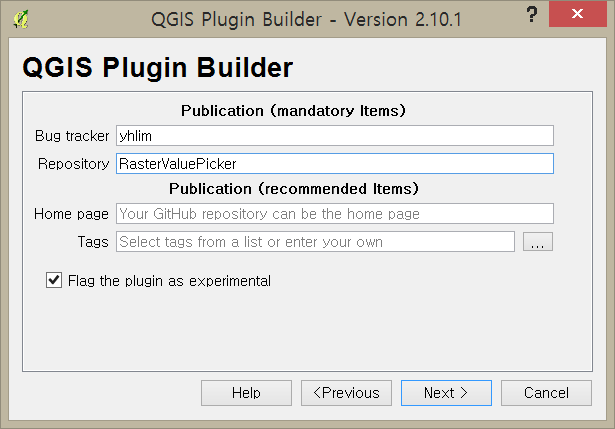 QGIS Plugin Builder - Version 2.10.1
?
QGIS Plugin Builder
Publication (mandatory Items)
Bug tracker yhlim
Repository RasterValuePicker
Publication (recommended Items)
Home page Your GitHub repository can be the home page
Tags Select tags from a list or enter your own ...
Flag the plugin as experimental
Help <Previous Next > Cancel